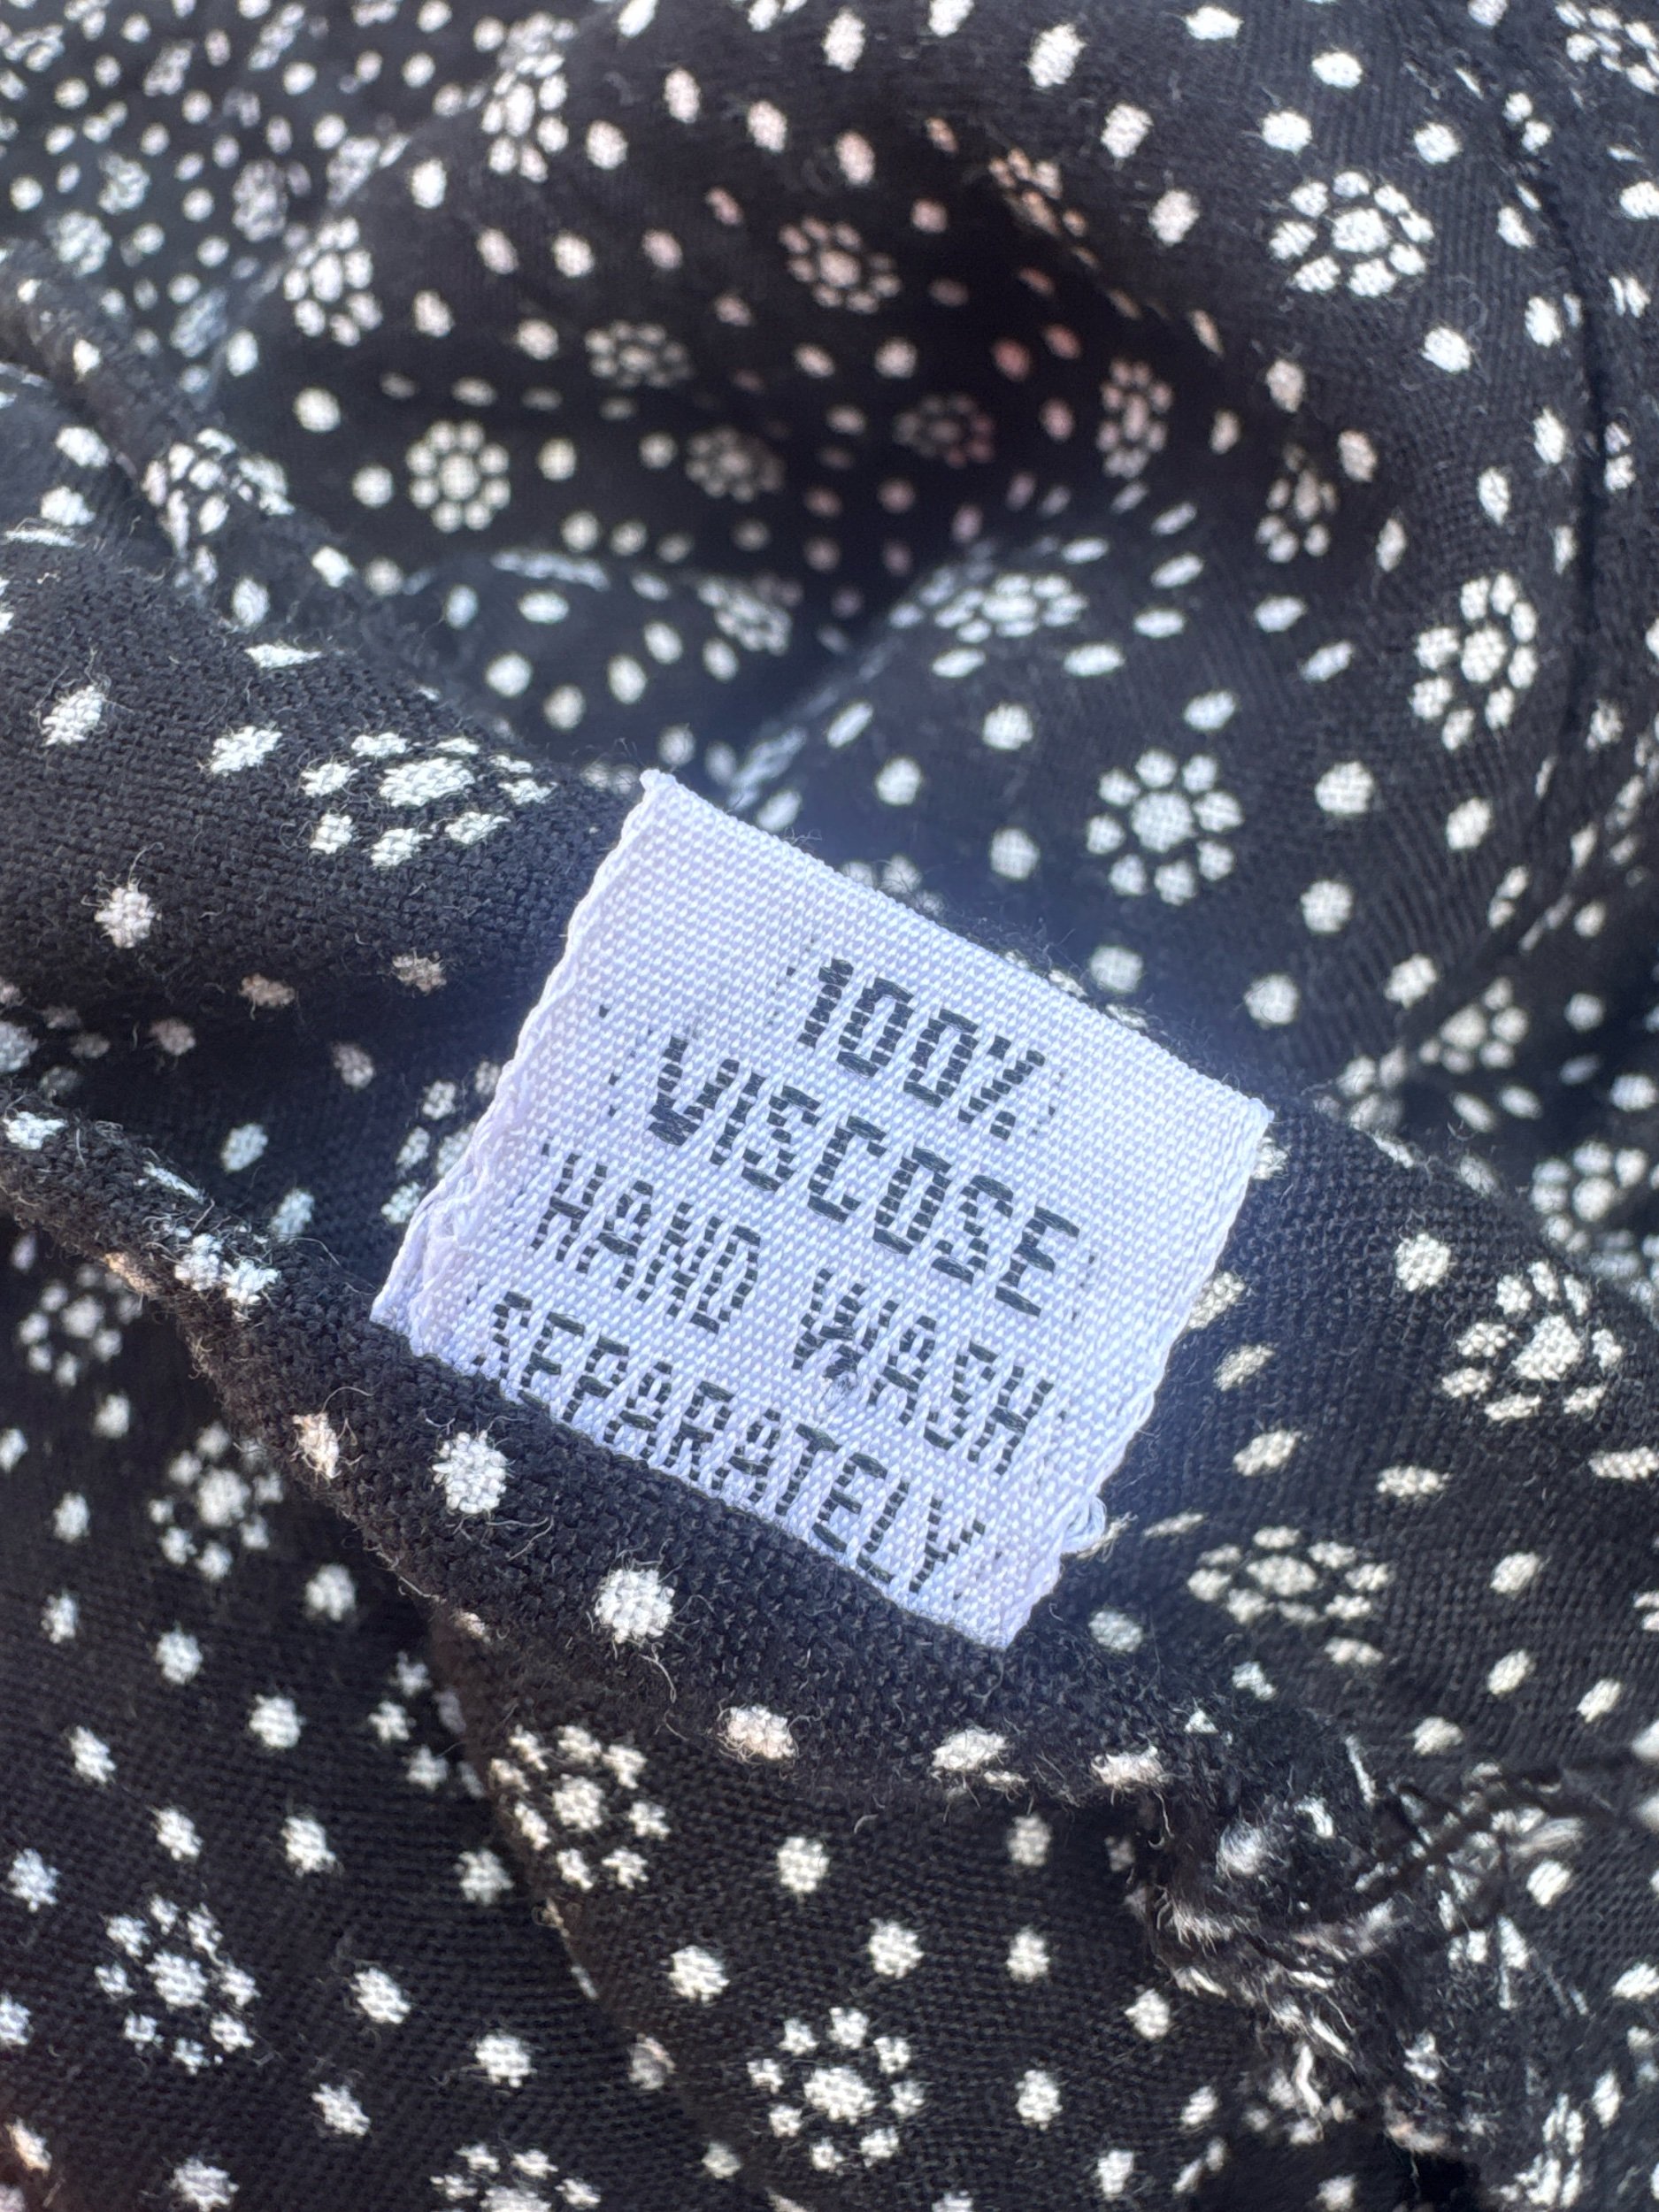 100%
VISCOSE
HAND WASH
SEPARATELY